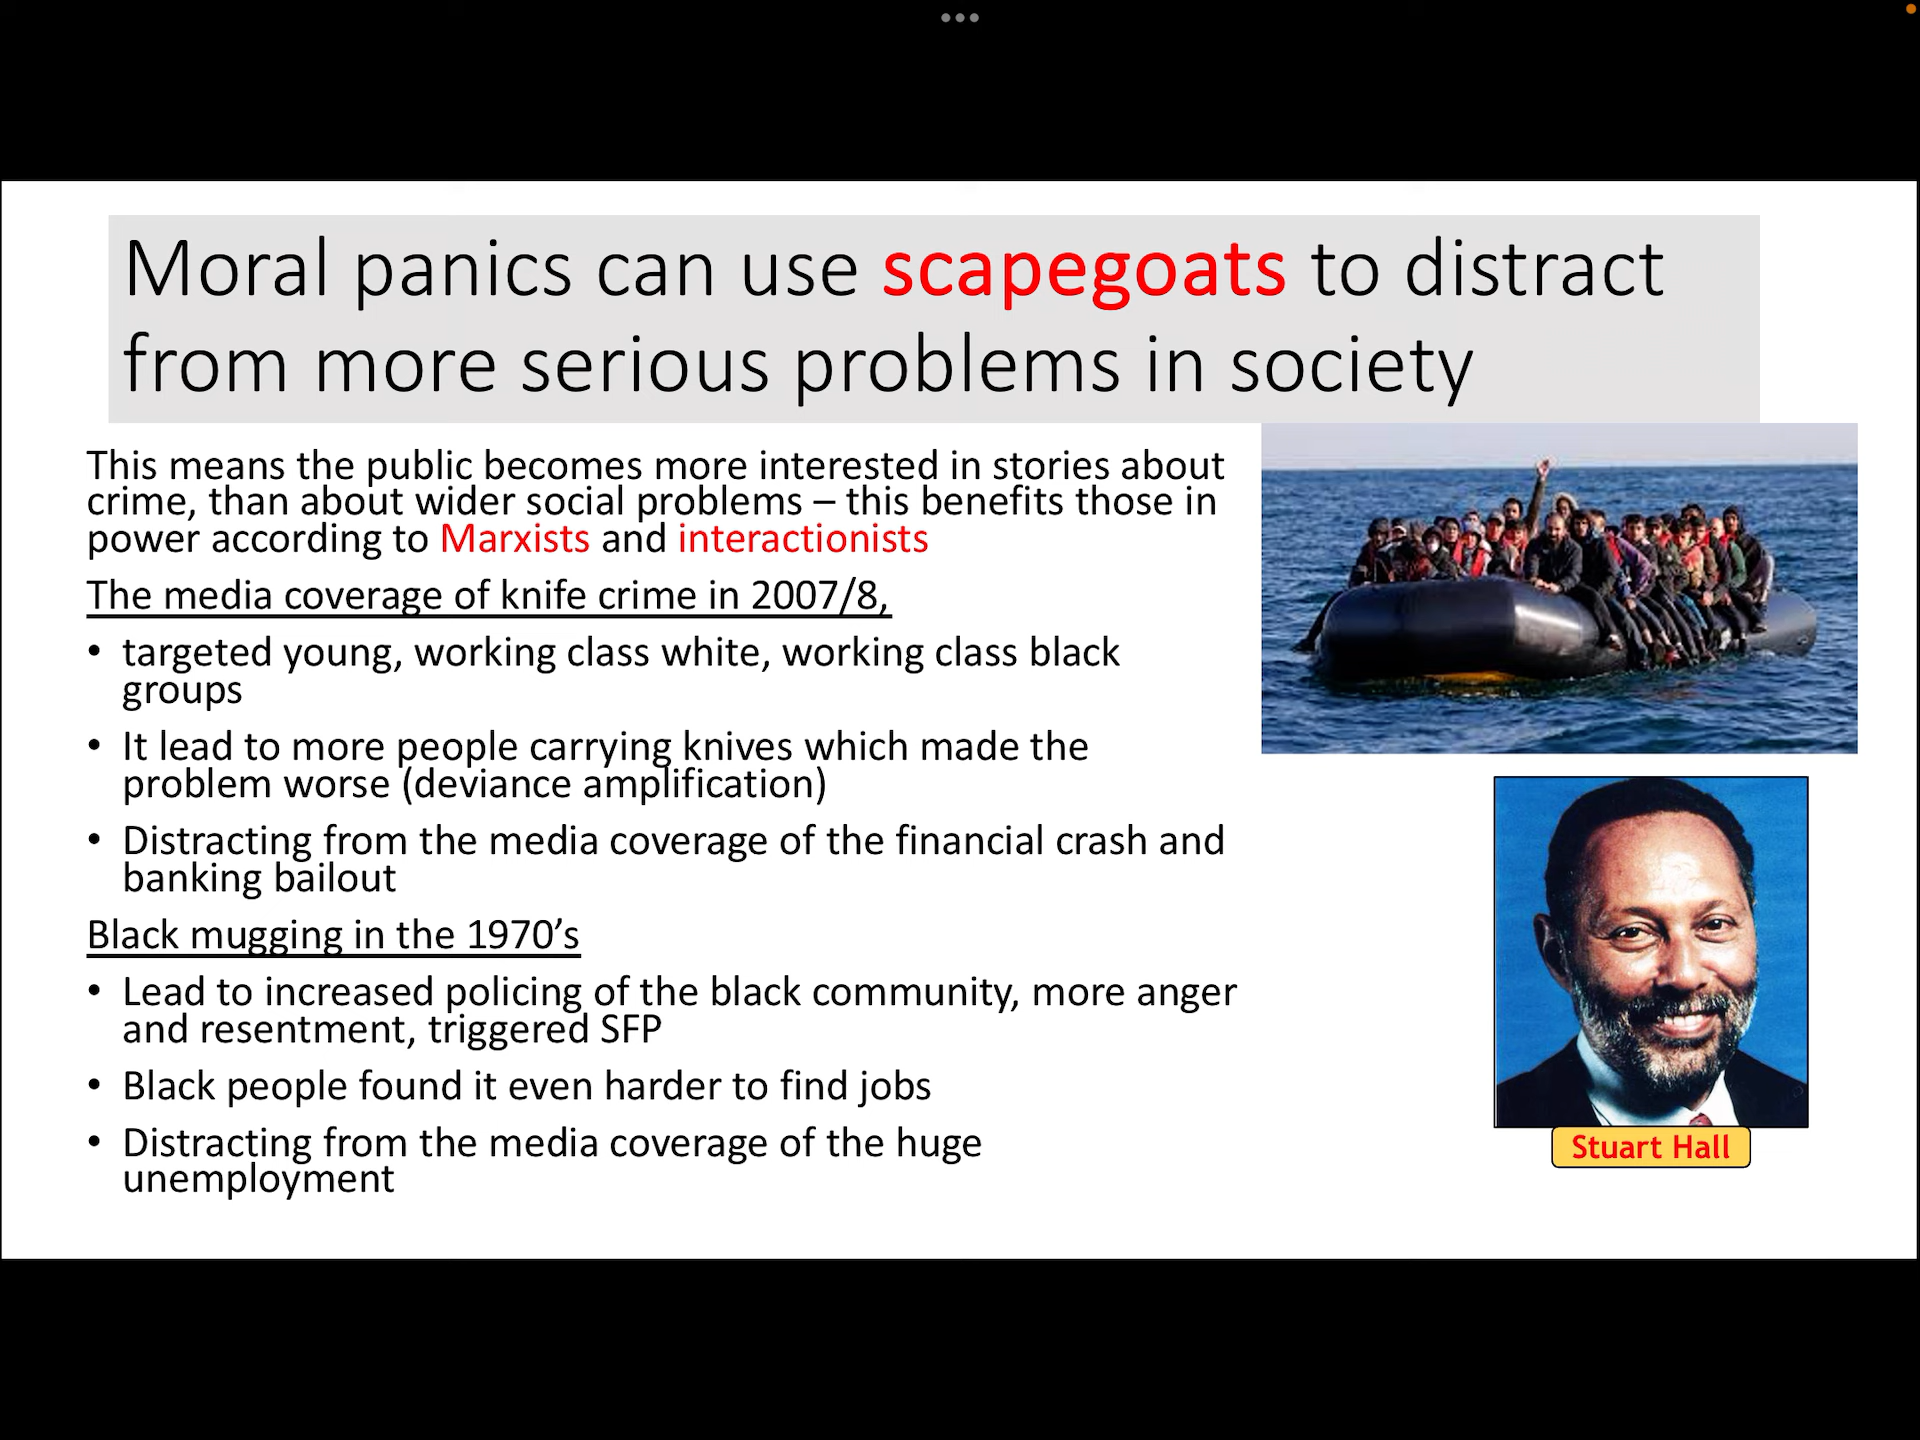 Moral panics can use scapegoats to distract
from more serious problems in society
This means the public becomes more interested in stories about
crime, than about wider social problems – this benefits those in
power according to Marxists and interactionists
The media coverage of knife crime in 2007/8,
• targeted young, working class white, working class black
groups
• It lead to more people carrying knives which made the
problem worse (deviance amplification)
• Distracting from the media coverage of the financial crash and
banking bailout
Black mugging in the 1970’s
• Lead to increased policing of the black community, more anger
and resentment, triggered SFP
• Black people found it even harder to find jobs
• Distracting from the media coverage of the huge
unemployment
Stuart Hall